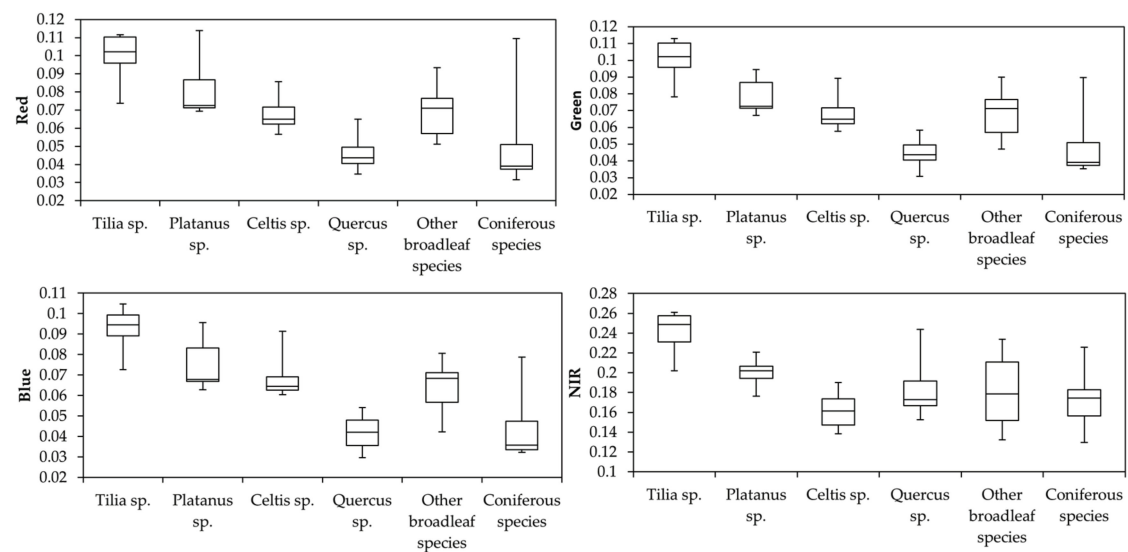 0.12
0.11
0.1
0.09
0.08
0.07
0.06
0.05
0.04
0.03
0.02
Red
Tilia sp.
Platanus
sp.
Celtis sp.
Quercus
sp.
Other
broadleaf
species
Coniferous
species
0.12
0.11
0.1
0.09
0.08
0.07
0.06
0.05
0.04
0.03
0.02
Green
Tilia sp.
Platanus
sp.
Celtis sp.
Quercus
sp.
Other
broadleaf
species
Coniferous
species
0.11
0.1
0.09
0.08
0.07
0.06
0.05
0.04
0.03
0.02
Blue
Tilia sp.
Platanus
sp.
Celtis sp.
Quercus
sp.
Other
broadleaf
species
Coniferous
species
0.28
0.26
0.24
0.22
0.2
0.18
0.16
0.14
0.12
0.1
NIR
Tilia sp.
Platanus
sp.
Celtis sp.
Quercus
sp.
Other
broadleaf
species
Coniferous
species